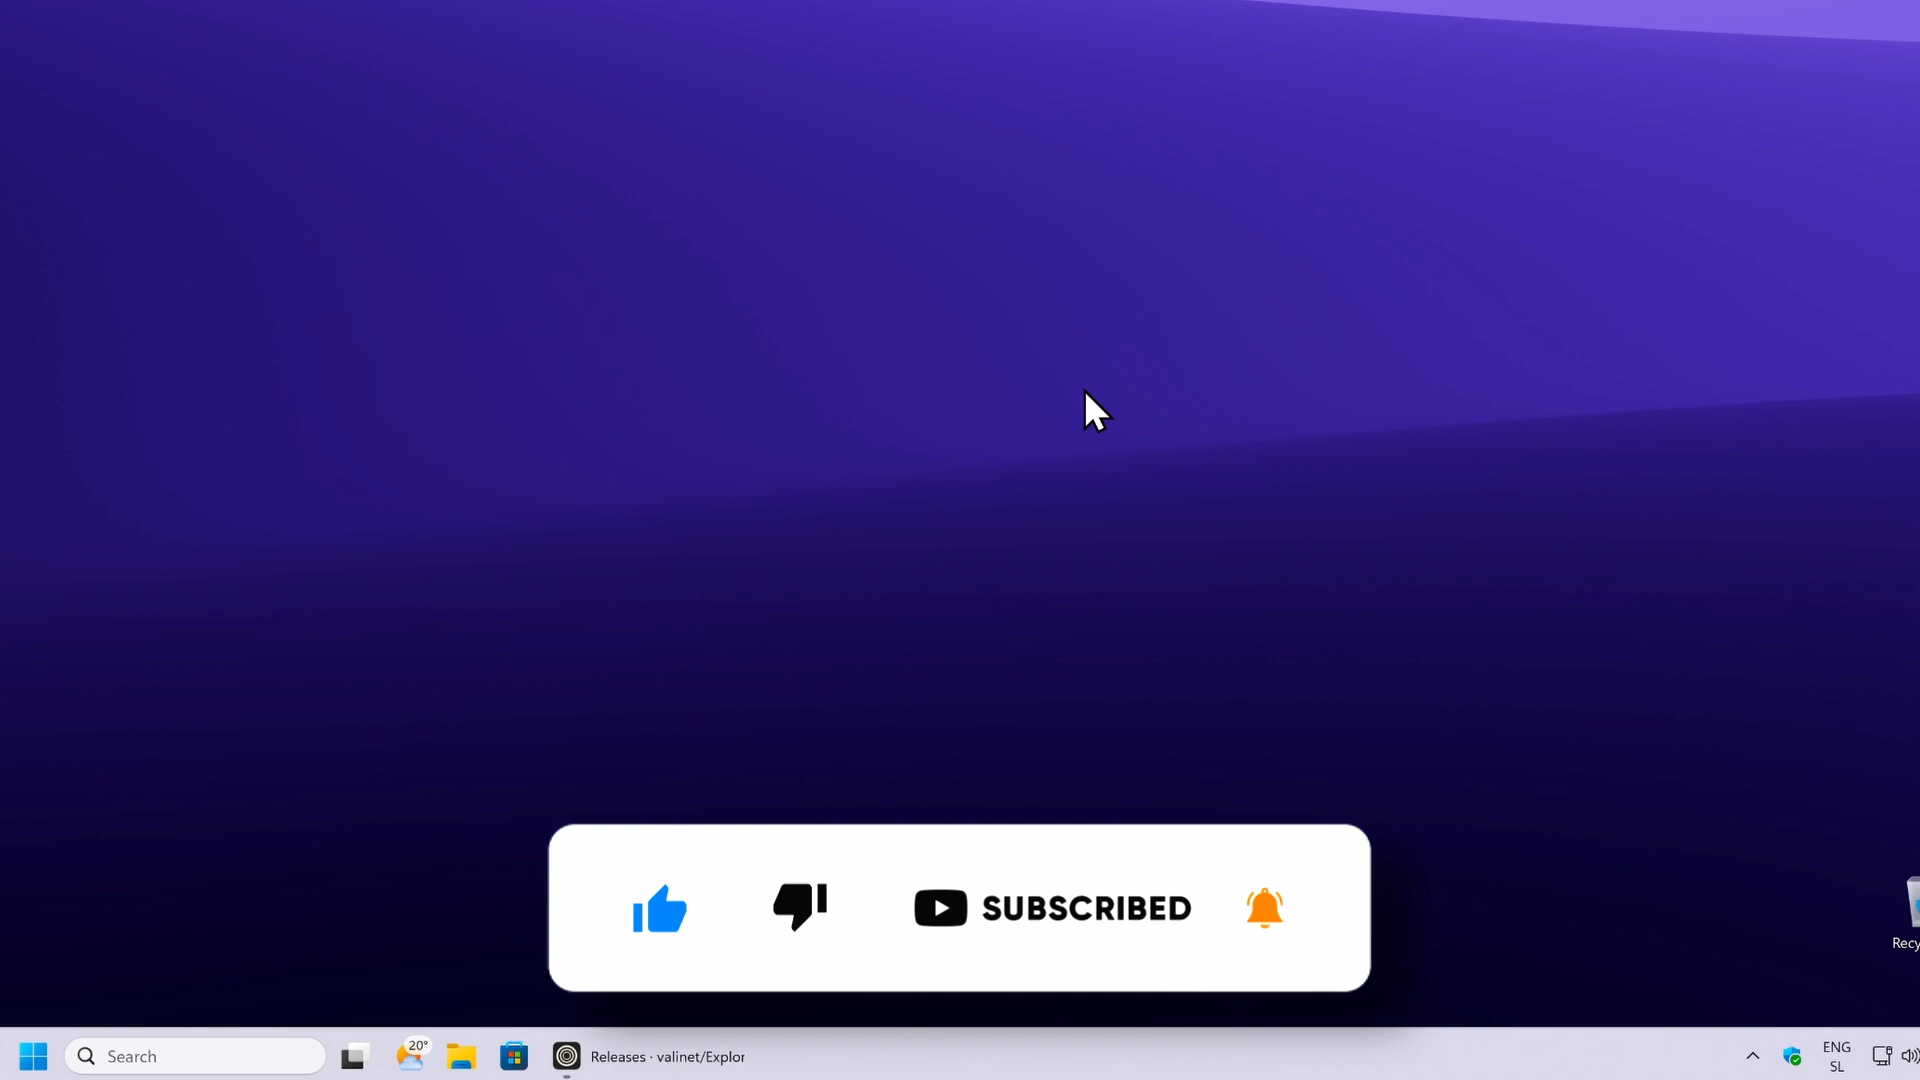 SUBSCRIBED
Recy
Search
20°
Releases · valinet/Explor
ENG
SL